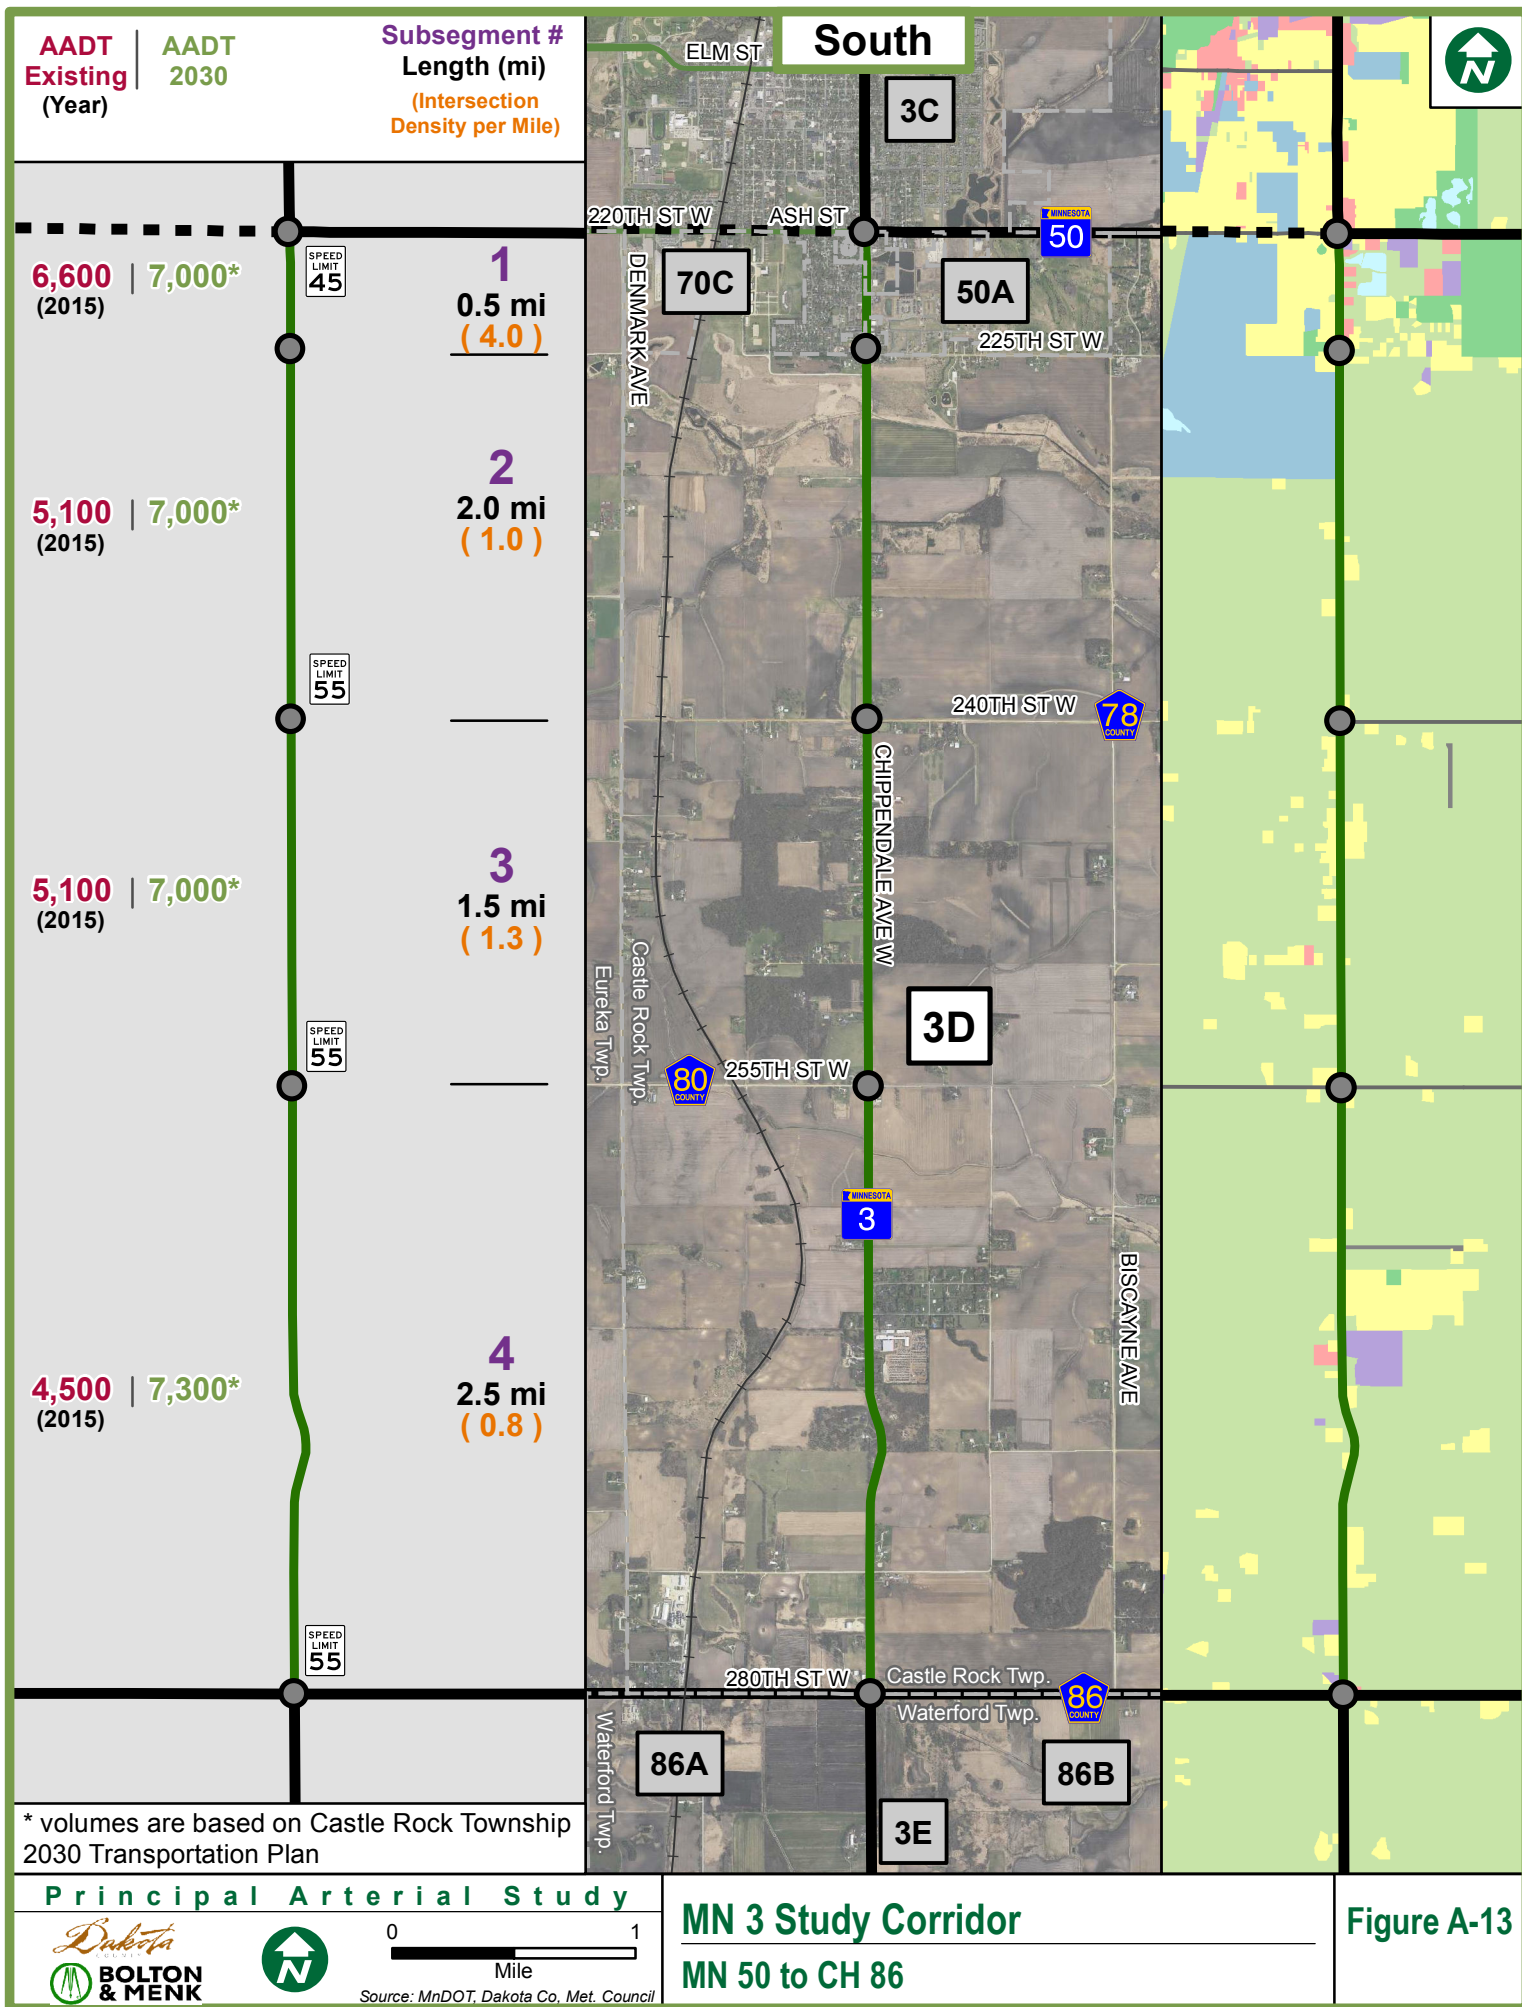 AADT
Existing
(Year)
AADT
2030
Subsegment #
Length (mi)
(Intersection
Density per Mile)
South
ELM ST
3C
220TH ST W
ASH ST
MINNESOTA
50
6,600
(2015)
7,000*
SPEED
LIMIT
45
1
0.5 mi
( 4.0 )
DENMARK AVE
70C
50A
225TH ST W
5,100
(2015)
7,000*
2
2.0 mi
( 1.0 )
SPEED
LIMIT
55
240TH ST W
78
COUNTY
CHIPPENDALE AVE W
5,100
(2015)
7,000*
3
1.5 mi
( 1.3 )
Eureka Twp.
Castle Rock Twp.
3D
SPEED
LIMIT
55
80
COUNTY
255TH ST W
MINNESOTA
3
BISCAYNE AVE
4,500
(2015)
7,300*
4
2.5 mi
( 0.8 )
SPEED
LIMIT
55
280TH ST W
Castle Rock Twp.
86
COUNTY
Waterford Twp.
Waterford Twp.
86A
86B
3E
* volumes are based on Castle Rock Township
2030 Transportation Plan
Principal Arterial Study
Dakota
COUNTY
BOLTON
& MENK
N
0 1
Mile
Source: MnDOT, Dakota Co, Met. Council
MN 3 Study Corridor
MN 50 to CH 86
Figure A-13
N